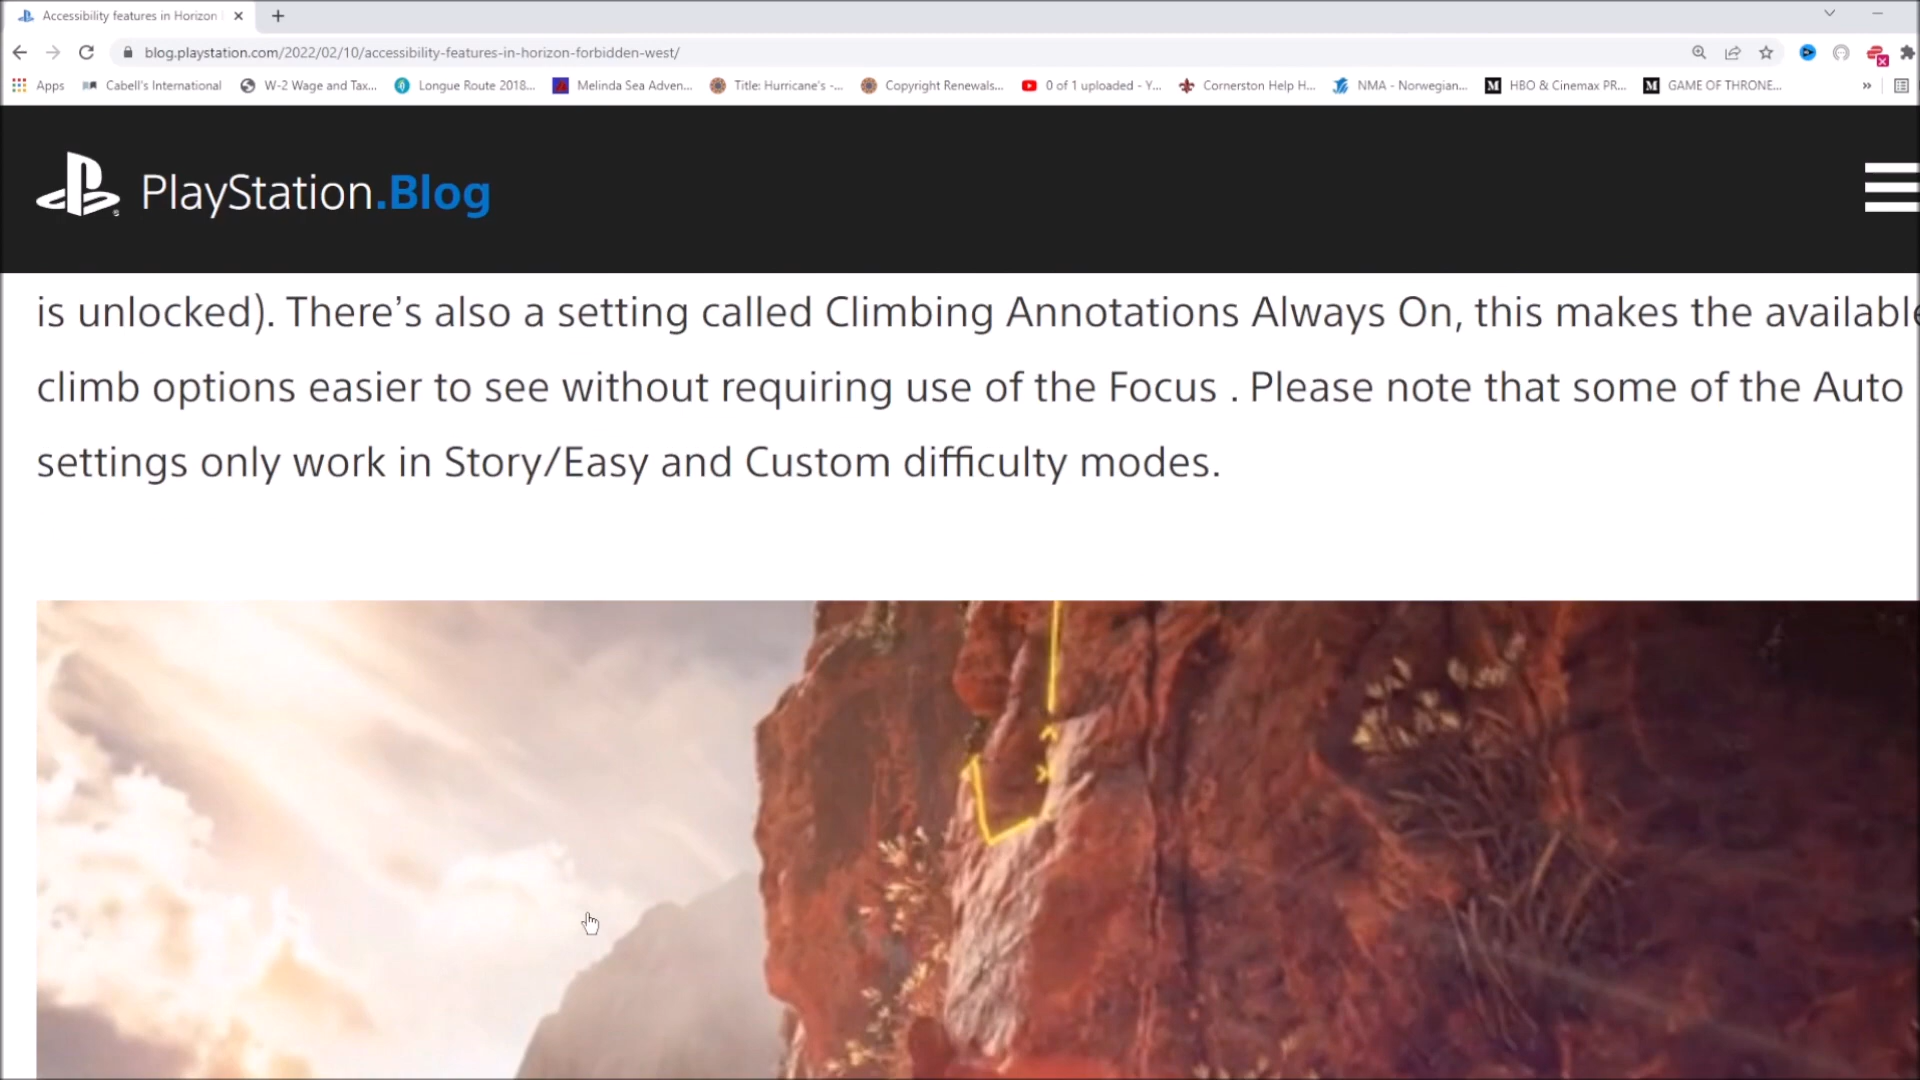 Accessibility features in Horizon
blog.playstation.com/2022/02/10/accessibility-features-in-horizon-forbidden-west/
Apps Cabell's International W-2 Wage and Tax... Longue Route 2018... Melinda Sea Adven... Title: Hurricane's -... Copyright Renewals... 0 of 1 uploaded - Y... Cornerston Help H... NMA - Norwegian... HBO & Cinemax PR... GAME OF THRONE... »
PlayStation.Blog
is unlocked). There’s also a setting called Climbing Annotations Always On, this makes the available
climb options easier to see without requiring use of the Focus . Please note that some of the Auto
settings only work in Story/Easy and Custom difficulty modes.